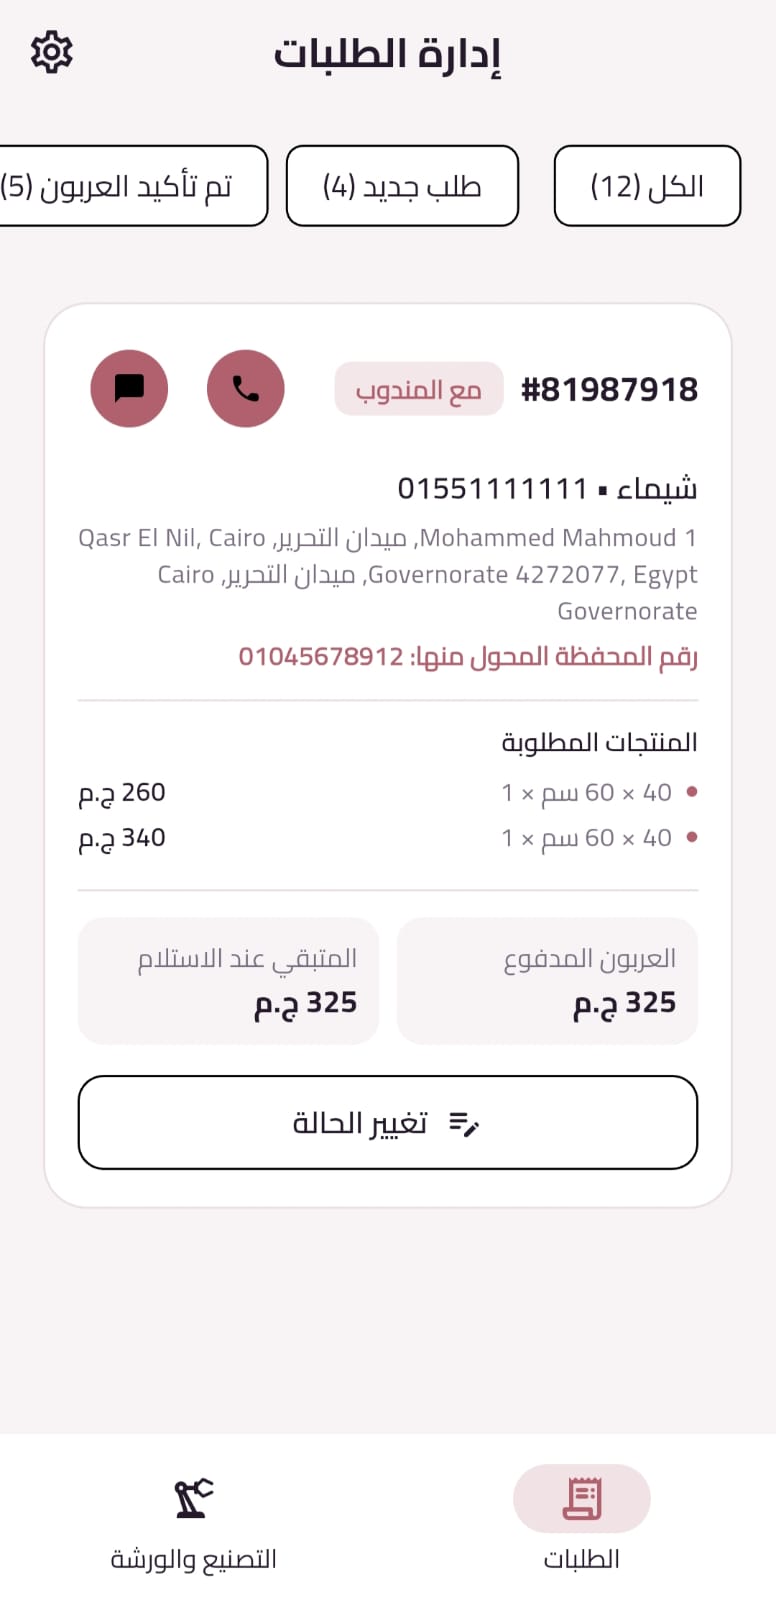 إدارة الطلبات
الكل (12)
طلب جديد (4)
تم تأكيد العربون (5)
#81987918
مع المندوب
شيماء ▪ 01551111111
1 Mohammed Mahmoud, ميدان التحرير, Qasr El Nil, Cairo
Governorate 4272077, Egypt, ميدان التحرير, Cairo
Governorate
رقم المحفظة المحول منها: 01045678912
المنتجات المطلوبة
• 40 × 60 سم × 1
260 ج.م
• 40 × 60 سم × 1
340 ج.م
العربون المدفوع
325 ج.م
المتبقي عند الاستلام
325 ج.م
تغيير الحالة
الطلبات
التصنيع والورشة